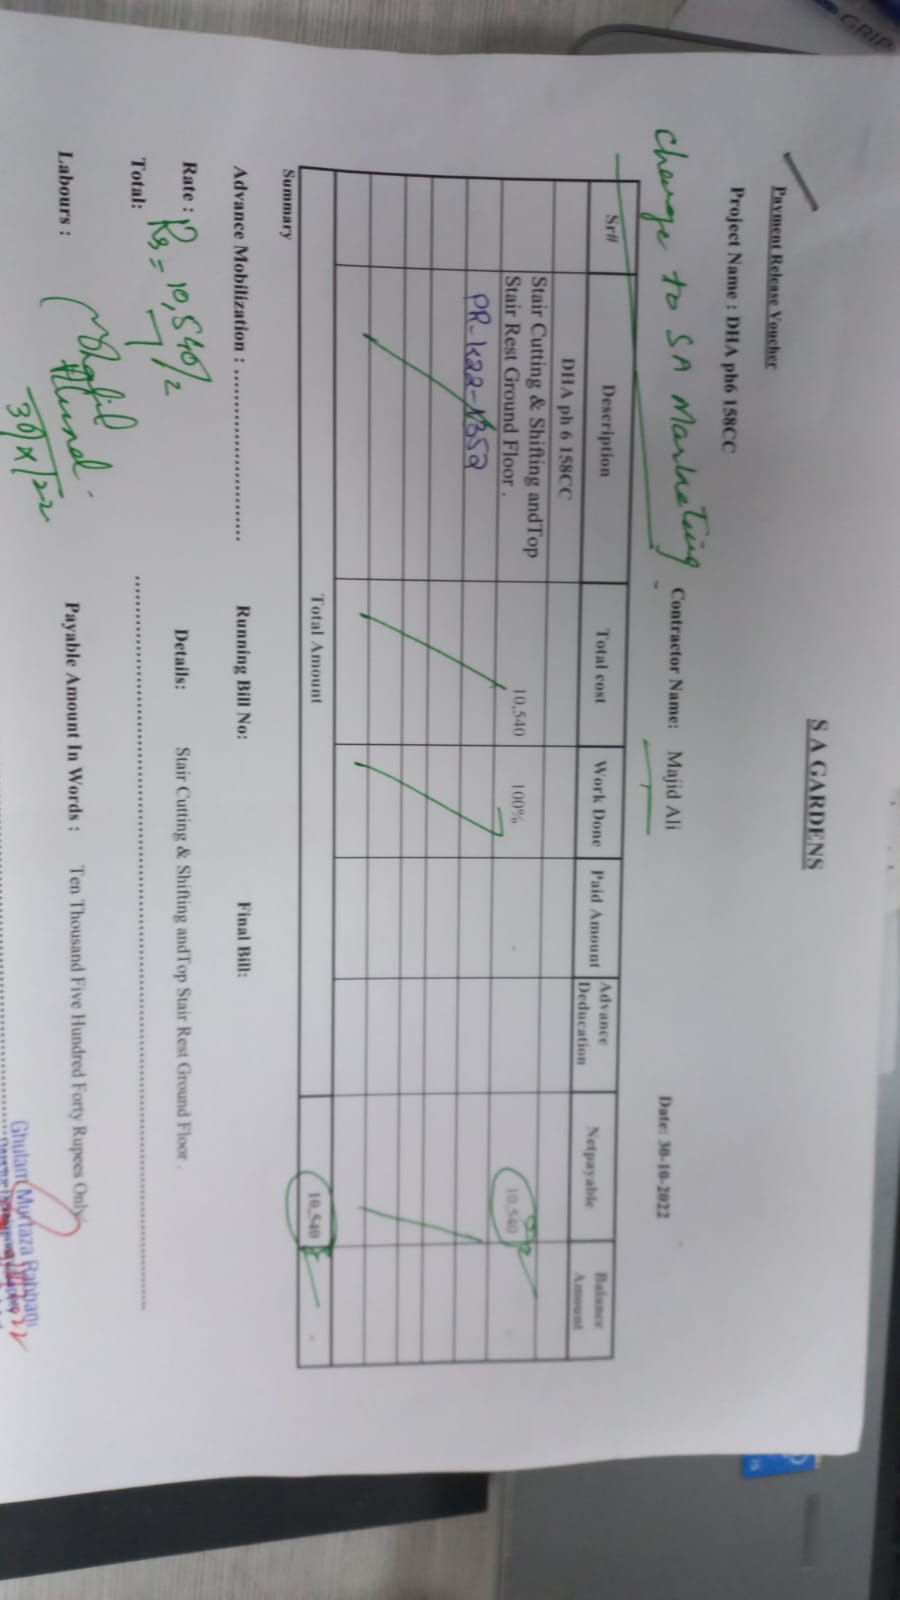 S A GARDENS
Payment Release Voucher
Project Name : DHA ph6 158CC
Contractor Name: Majid Ali
Date: 30-10-2022
Change to SA Marketing
Sr# Description Total cost Work Done Paid Amount Advance Deducation Netpayable Balance Amount
DHA ph 6 158CC
Stair Cutting & Shifting andTop
Stair Rest Ground Floor . 10,540 100% - 10,540 -
PR-K22-1352
Total Amount 10,540 -
Summary
Advance Mobilization : .............................. Running Bill No: Final Bill:
Rate : Details: Stair Cutting & Shifting andTop Stair Rest Ground Floor .
Rs = 10,540/-
Total: ..............................
Labours : Payable Amount In Words : Ten Thousand Five Hundred Forty Rupees Only
30/X/22
Ghulam Murtaza Rabbani